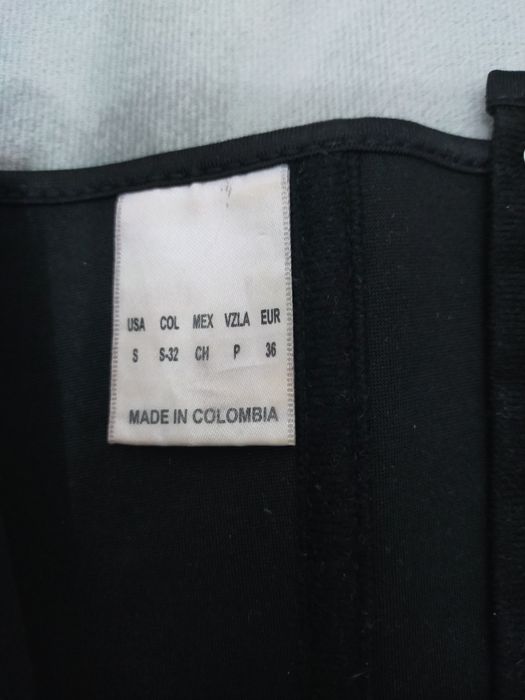 USA COL MEX VZLA EUR
S S-32 CH P 36
MADE IN COLOMBIA